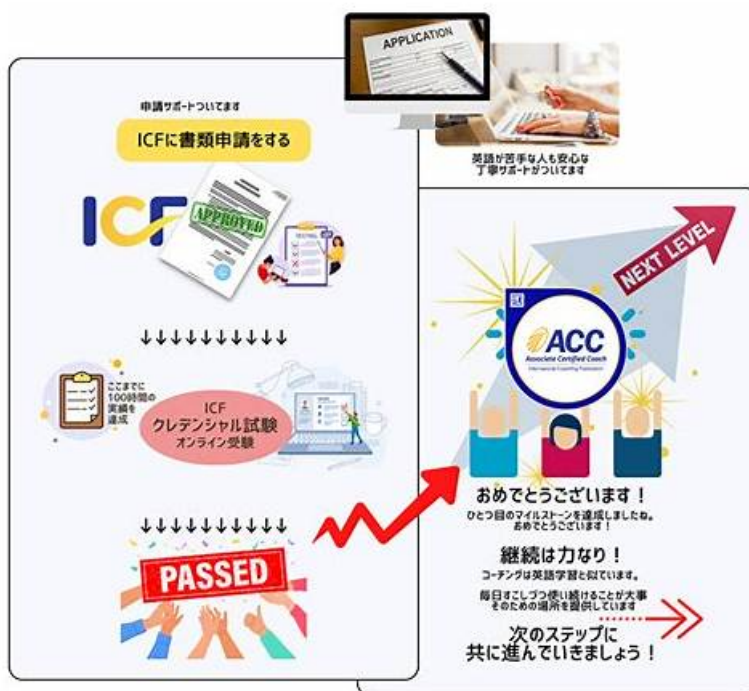 APPLICATION
申請サポートついてます
ICFに書類申請をする
英語が苦手な人も安心な
丁寧サポートがついてます
ICF
APPROVED
↓↓↓↓↓↓↓↓↓↓
ここまでに
100時間の
実績を
達成
ICF
クレデンシャル試験
オンライン受験
↓↓↓↓↓↓↓↓↓↓
PASSED
NEXT LEVEL
ACC
Associate Certified Coach
International Coaching Federation
おめでとうございます！
ひとつ目のマイルストーンを達成しましたね。
おめでとうございます！
継続は力なり！
コーチングは英語学習と似ています。
毎日すこしづつ使い続けることが大事
そのための場所を提供しています
次のステップに
共に進んでいきましょう！